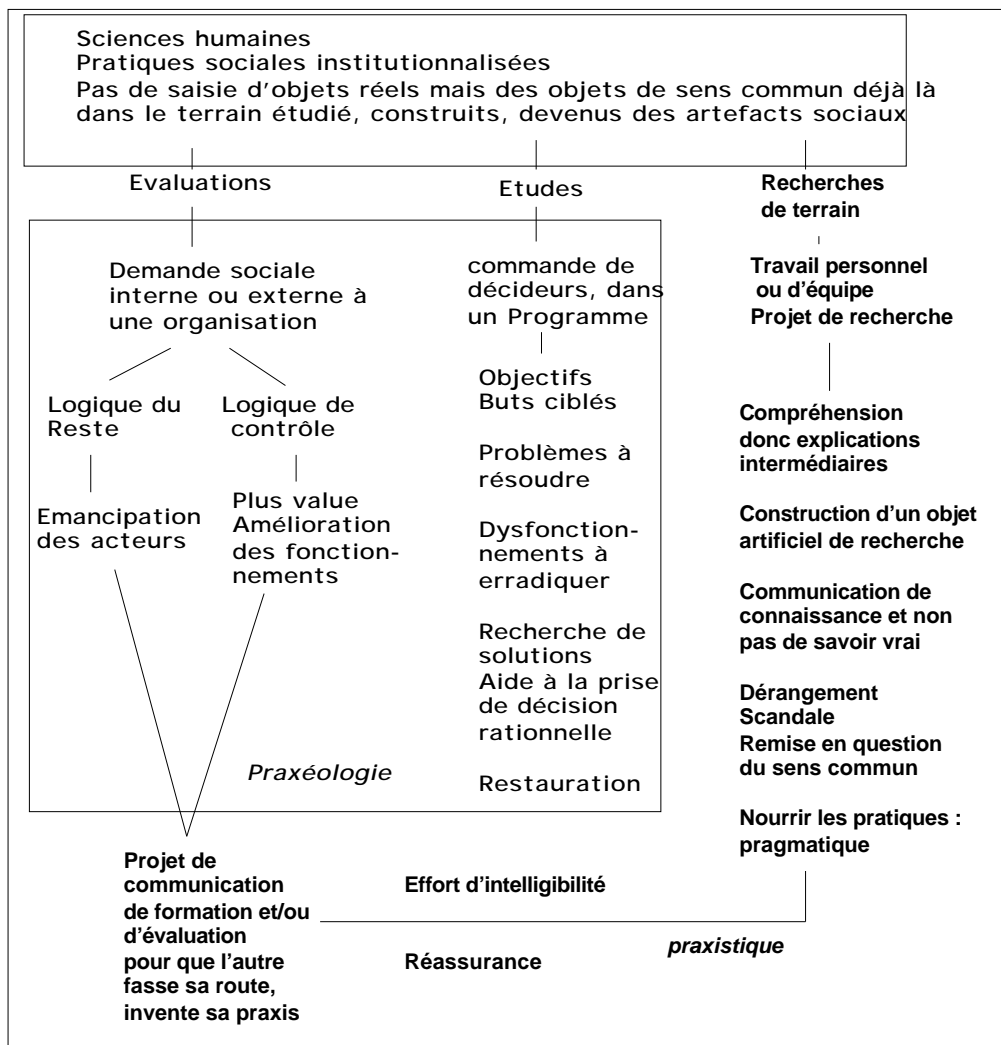 Sciences humaines
Pratiques sociales institutionnalisées
Pas de saisie d'objets réels mais des objets de sens commun déjà là
dans le terrain étudié, construits, devenus des artefacts sociaux
Evaluations
Demande sociale
interne ou externe à
une organisation
Logique du
Reste
Emancipation
des acteurs
Logique de
contrôle
Plus value
Amélioration
des fonction-
nements
Praxéologie
Etudes
commande de
décideurs, dans
un Programme
Objectifs
Buts ciblés
Problèmes à
résoudre
Dysfonction-
nements à
erradiquer
Recherche de
solutions
Aide à la prise
de décision
rationnelle
Restauration
Recherches
de terrain
Travail personnel
ou d'équipe
Projet de recherche
Compréhension
donc explications
intermédiaires
Construction d'un objet
artificiel de recherche
Communication de
connaissance et non
pas de savoir vrai
Dérangement
Scandale
Remise en question
du sens commun
Nourrir les pratiques :
pragmatique
Projet de
communication
de formation et/ou
d'évaluation
pour que l'autre
fasse sa route,
invente sa praxis
Effort d'intelligibilité
Réassurance
praxistique